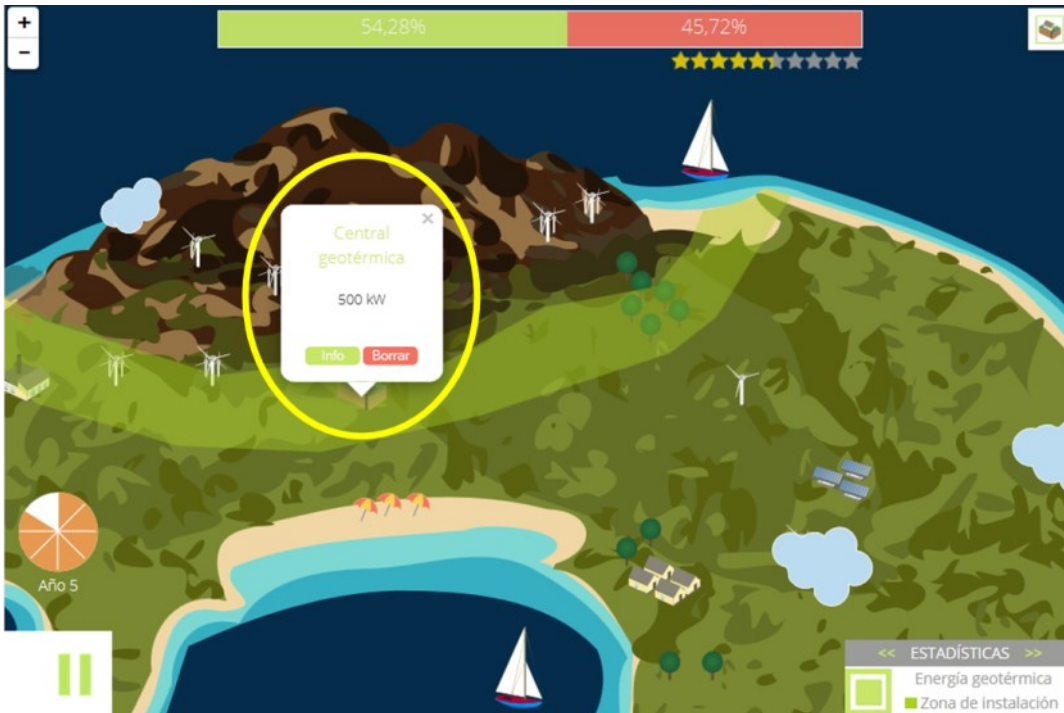 +
−
54,28%
45,72%
×
Central
geotérmica
500 kW
Info Borrar
Año 5
<< ESTADÍSTICAS >>
Energía geotérmica
Zona de instalación